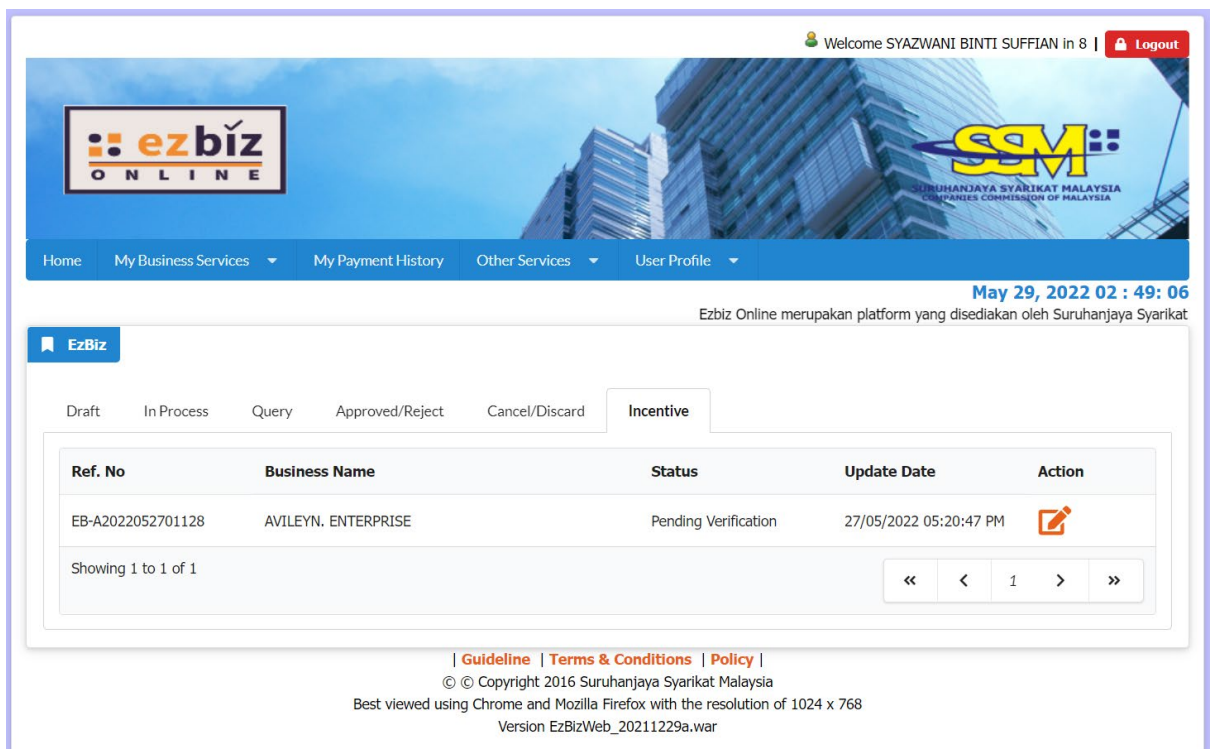 Welcome SYAZWANI BINTI SUFFIAN in 8 | Logout
ezbiz
ONLINE
SSM
SURUHANJAYA SYARIKAT MALAYSIA
COMPANIES COMMISSION OF MALAYSIA
Home My Business Services My Payment History Other Services User Profile
May 29, 2022 02 : 49: 06
Ezbiz Online merupakan platform yang disediakan oleh Suruhanjaya Syarikat
EzBiz
Draft In Process Query Approved/Reject Cancel/Discard Incentive
Ref. No Business Name Status Update Date Action
EB-A2022052701128 AVILEYN. ENTERPRISE Pending Verification 27/05/2022 05:20:47 PM
Showing 1 to 1 of 1 « < 1 > »
| Guideline | Terms & Conditions | Policy |
© © Copyright 2016 Suruhanjaya Syarikat Malaysia
Best viewed using Chrome and Mozilla Firefox with the resolution of 1024 x 768
Version EzBizWeb_20211229a.war